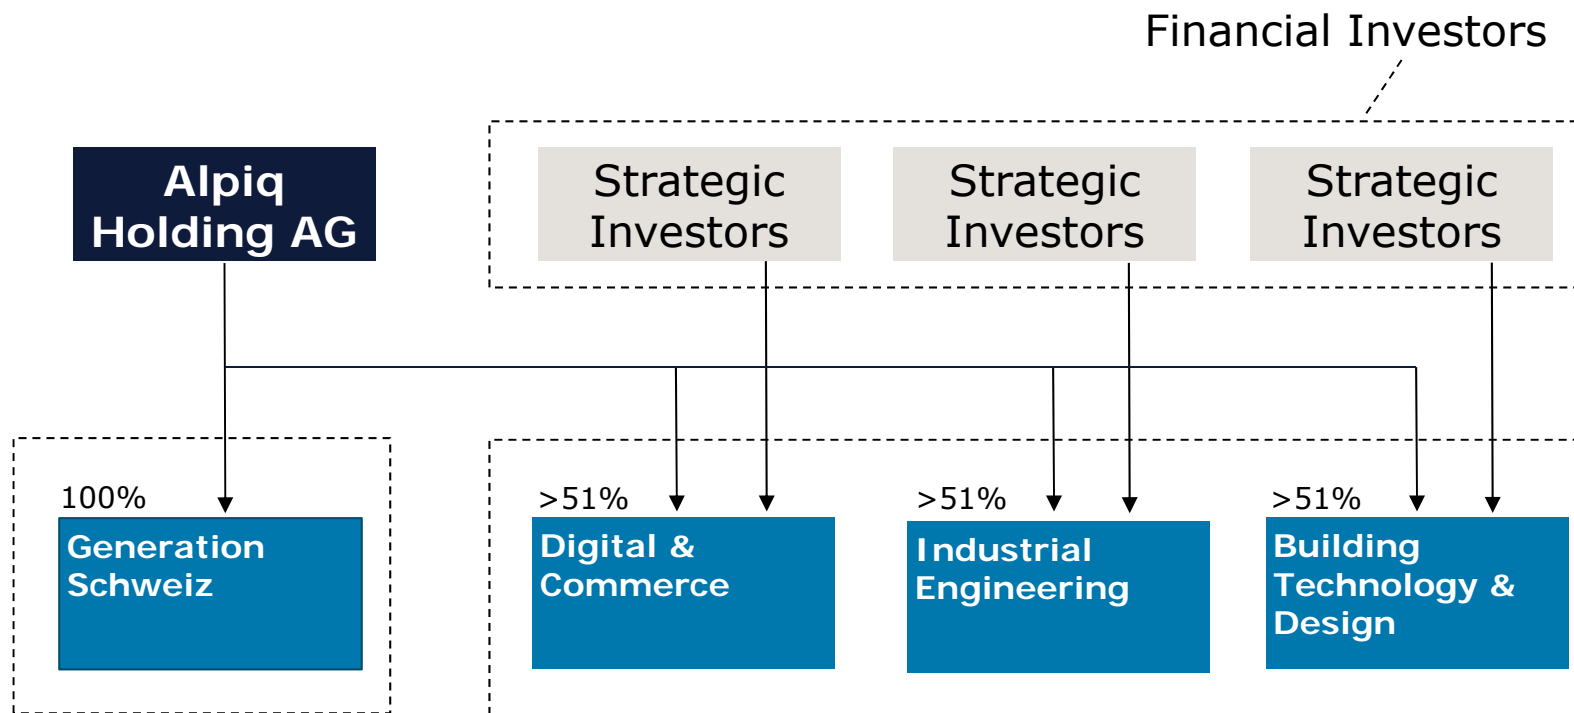 Financial Investors
Alpiq
Holding AG
Strategic
Investors
Strategic
Investors
Strategic
Investors
100%
Generation
Schweiz
>51%
Digital &
Commerce
>51%
Industrial
Engineering
>51%
Building
Technology &
Design